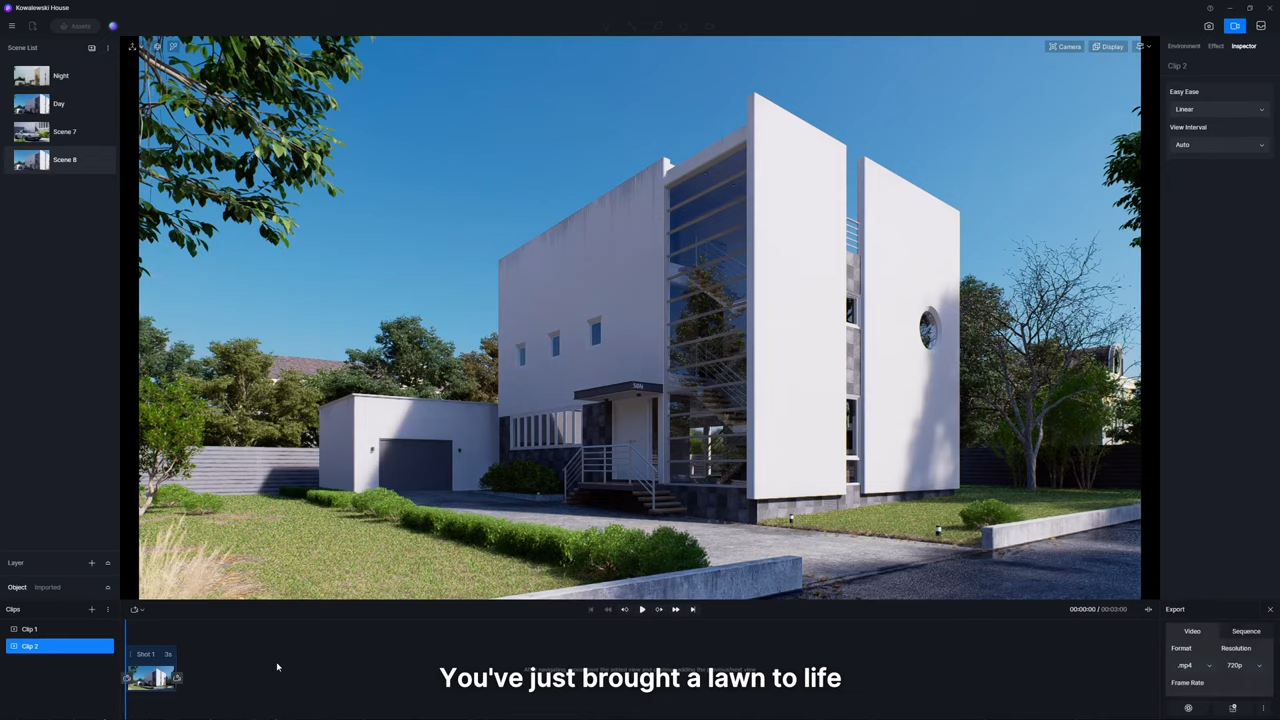 Kowalewski House
Assets
Scene List
Night
Day
Scene 7
Scene 8
Layer
Object Imported
Camera Display
504
Environment Effect Inspector
Clip 2
Easy Ease
Linear
View Interval
Auto
Clips
Clip 1
Clip 2
00:00:00 / 00:03:00
Shot 1 3s
You've just brought a lawn to life
Export
Video Sequence
Format Resolution
.mp4 720p
Frame Rate